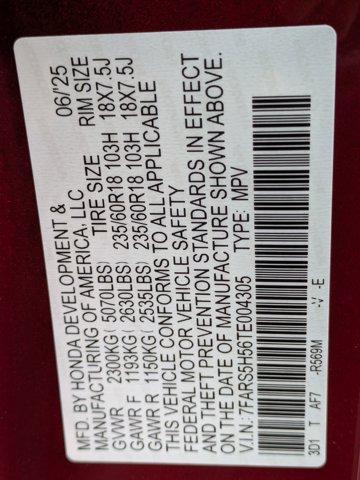 MFD. BY HONDA DEVELOPMENT & 06/'25
MANUFACTURING OF AMERICA, LLC
TIRE SIZE RIM SIZE
GVWR 2300KG( 5070LBS) 235/60R18 103H 18X7.5J
GAWR F 1193KG( 2630LBS) 235/60R18 103H 18X7.5J
GAWR R 1150KG( 2535LBS)
THIS VEHICLE CONFORMS TO ALL APPLICABLE
FEDERAL MOTOR VEHICLE SAFETY
AND THEFT PREVENTION STANDARDS IN EFFECT
ON THE DATE OF MANUFACTURE SHOWN ABOVE.
V.I.N: 7FARS5H56TE004305 TYPE: MPV
3D1 T AF7 -R569M -V -E